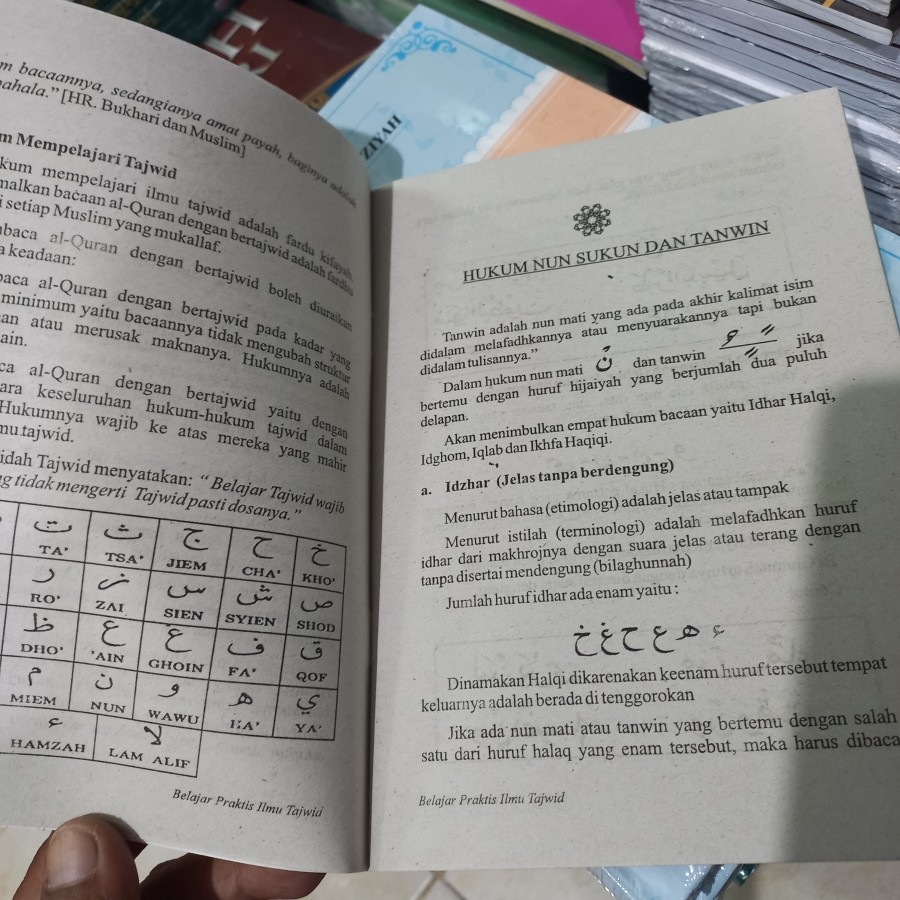 m bacaannya, sedangianya amat payah, baginya adalah
pahala." [HR. Bukhari dan Muslim]
m Mempelajari Tajwid
kum mempelajari ilmu tajwid adalah fardu kifayah,
malkan bacaan al-Quran dengan bertajwid adalah fardhu
i setiap Muslim yang mukallaf.
baca al-Quran dengan bertajwid boleh diuraikan
a keadaan:
baca al-Quran dengan bertajwid pada kadar yang
minimum yaitu bacaannya tidak mengubah struktur
an atau merusak maknanya. Hukumnya adalah
ain.
ca al-Quran dengan bertajwid yaitu dengan
ara keseluruhan hukum-hukum tajwid dalam
Hukumnya wajib ke atas mereka yang mahir
mu tajwid.
idah Tajwid menyatakan: " Belajar Tajwid wajib
g tidak mengerti Tajwid pasti dosanya."
ت ث ج ح خ
TA' TSA' JIEM CHA' KHO'
ر ز س ش ص
RO' ZAI SIEN SYIEN SHOD
ظ ع غ ف ق
DHO' 'AIN GHOIN FA' QOF
م ن و ه ي
MIEM NUN WAWU HA' YA'
ء لا
HAMZAH LAM ALIF
Belajar Praktis Ilmu Tajwid
ZIYAH
HUKUM NUN SUKUN DAN TANWIN
Tanwin adalah nun mati yang ada pada akhir kalimat isim
didalam melafadhkannya atau menyuarakannya tapi bukan
didalam tulisannya."
Dalam hukum nun mati نْ dan tanwin ـًـٍـٌ jika
bertemu dengan huruf hijaiyah yang berjumlah dua puluh
delapan.
Akan menimbulkan empat hukum bacaan yaitu Idhar Halqi,
Idghom, Iqlab dan Ikhfa Haqiqi.
a. Idzhar (Jelas tanpa berdengung)
Menurut bahasa (etimologi) adalah jelas atau tampak
Menurut istilah (terminologi) adalah melafadhkan huruf
idhar dari makhrojnya dengan suara jelas atau terang dengan
tanpa disertai mendengung (bilaghunnah)
Jumlah huruf idhar ada enam yaitu :
ء ه ع ح غ خ
Dinamakan Halqi dikarenakan keenam huruf tersebut tempat
keluarnya adalah berada di tenggorokan
Jika ada nun mati atau tanwin yang bertemu dengan salah
satu dari huruf halaq yang enam tersebut, maka harus dibaca
Belajar Praktis Ilmu Tajwid